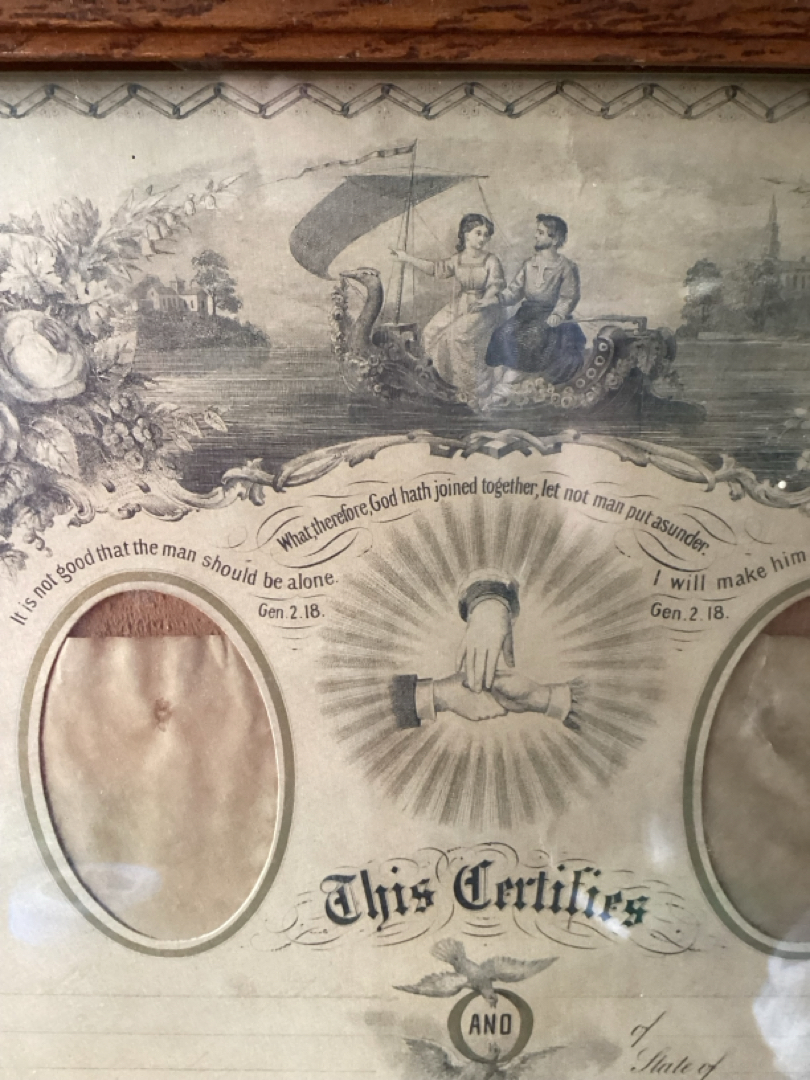 What, therefore, God hath joined together, let not man put asunder.
It is not good that the man should be alone.
Gen. 2. 18.
I will make him
Gen. 2. 18.
This Certifies
AND
of
State of